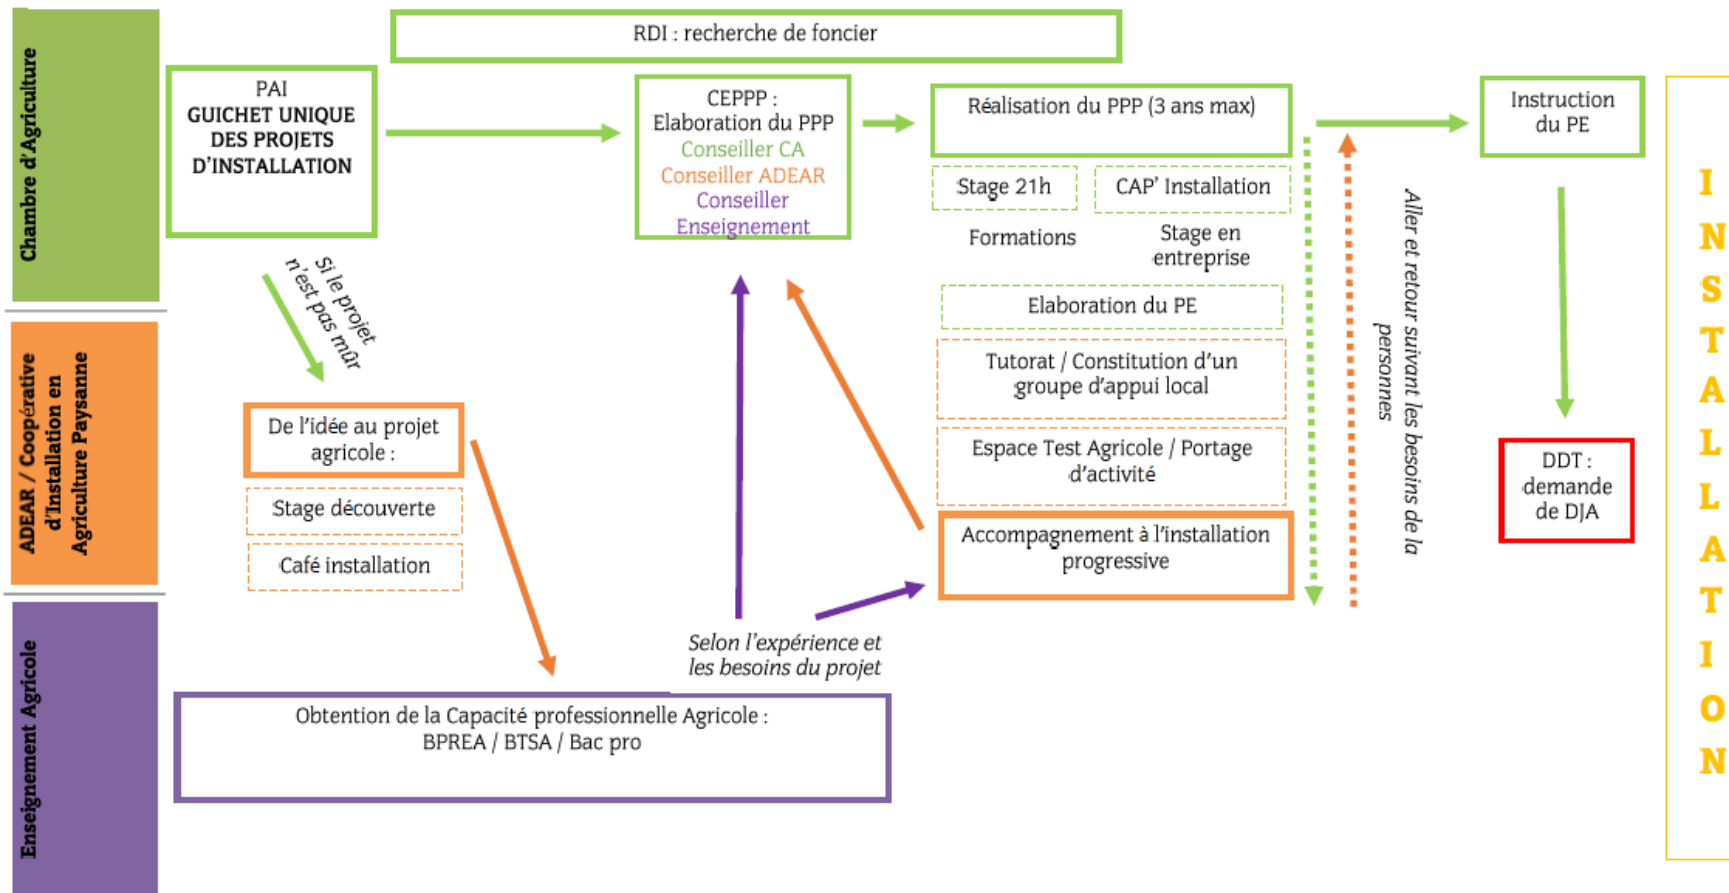 Chambre d'Agriculture
RDI : recherche de foncier
PAI
GUICHET UNIQUE
DES PROJETS
D'INSTALLATION
CEPPP :
Elaboration du PPP
Conseiller CA
Conseiller ADEAR
Conseiller
Enseignement
Réalisation du PPP (3 ans max)
Stage 21h
CAP' Installation
Formations
Stage en
entreprise
Elaboration du PE
Instruction
du PE
Si le projet
n'est pas mûr
ADEAR / Coopérative
d'Installation en
Agriculture Paysanne
De l'idée au projet
agricole :
Stage découverte
Café installation
Tutorat / Constitution d'un
groupe d'appui local
Espace Test Agricole / Portage
d'activité
Accompagnement à l'installation
progressive
Aller et retour suivant les besoins de la
personnes
DDT :
demande
de DJA
Enseignement Agricole
Selon l'expérience et
les besoins du projet
Obtention de la Capacité professionnelle Agricole :
BPREA / BTSA / Bac pro
INSTALLATION